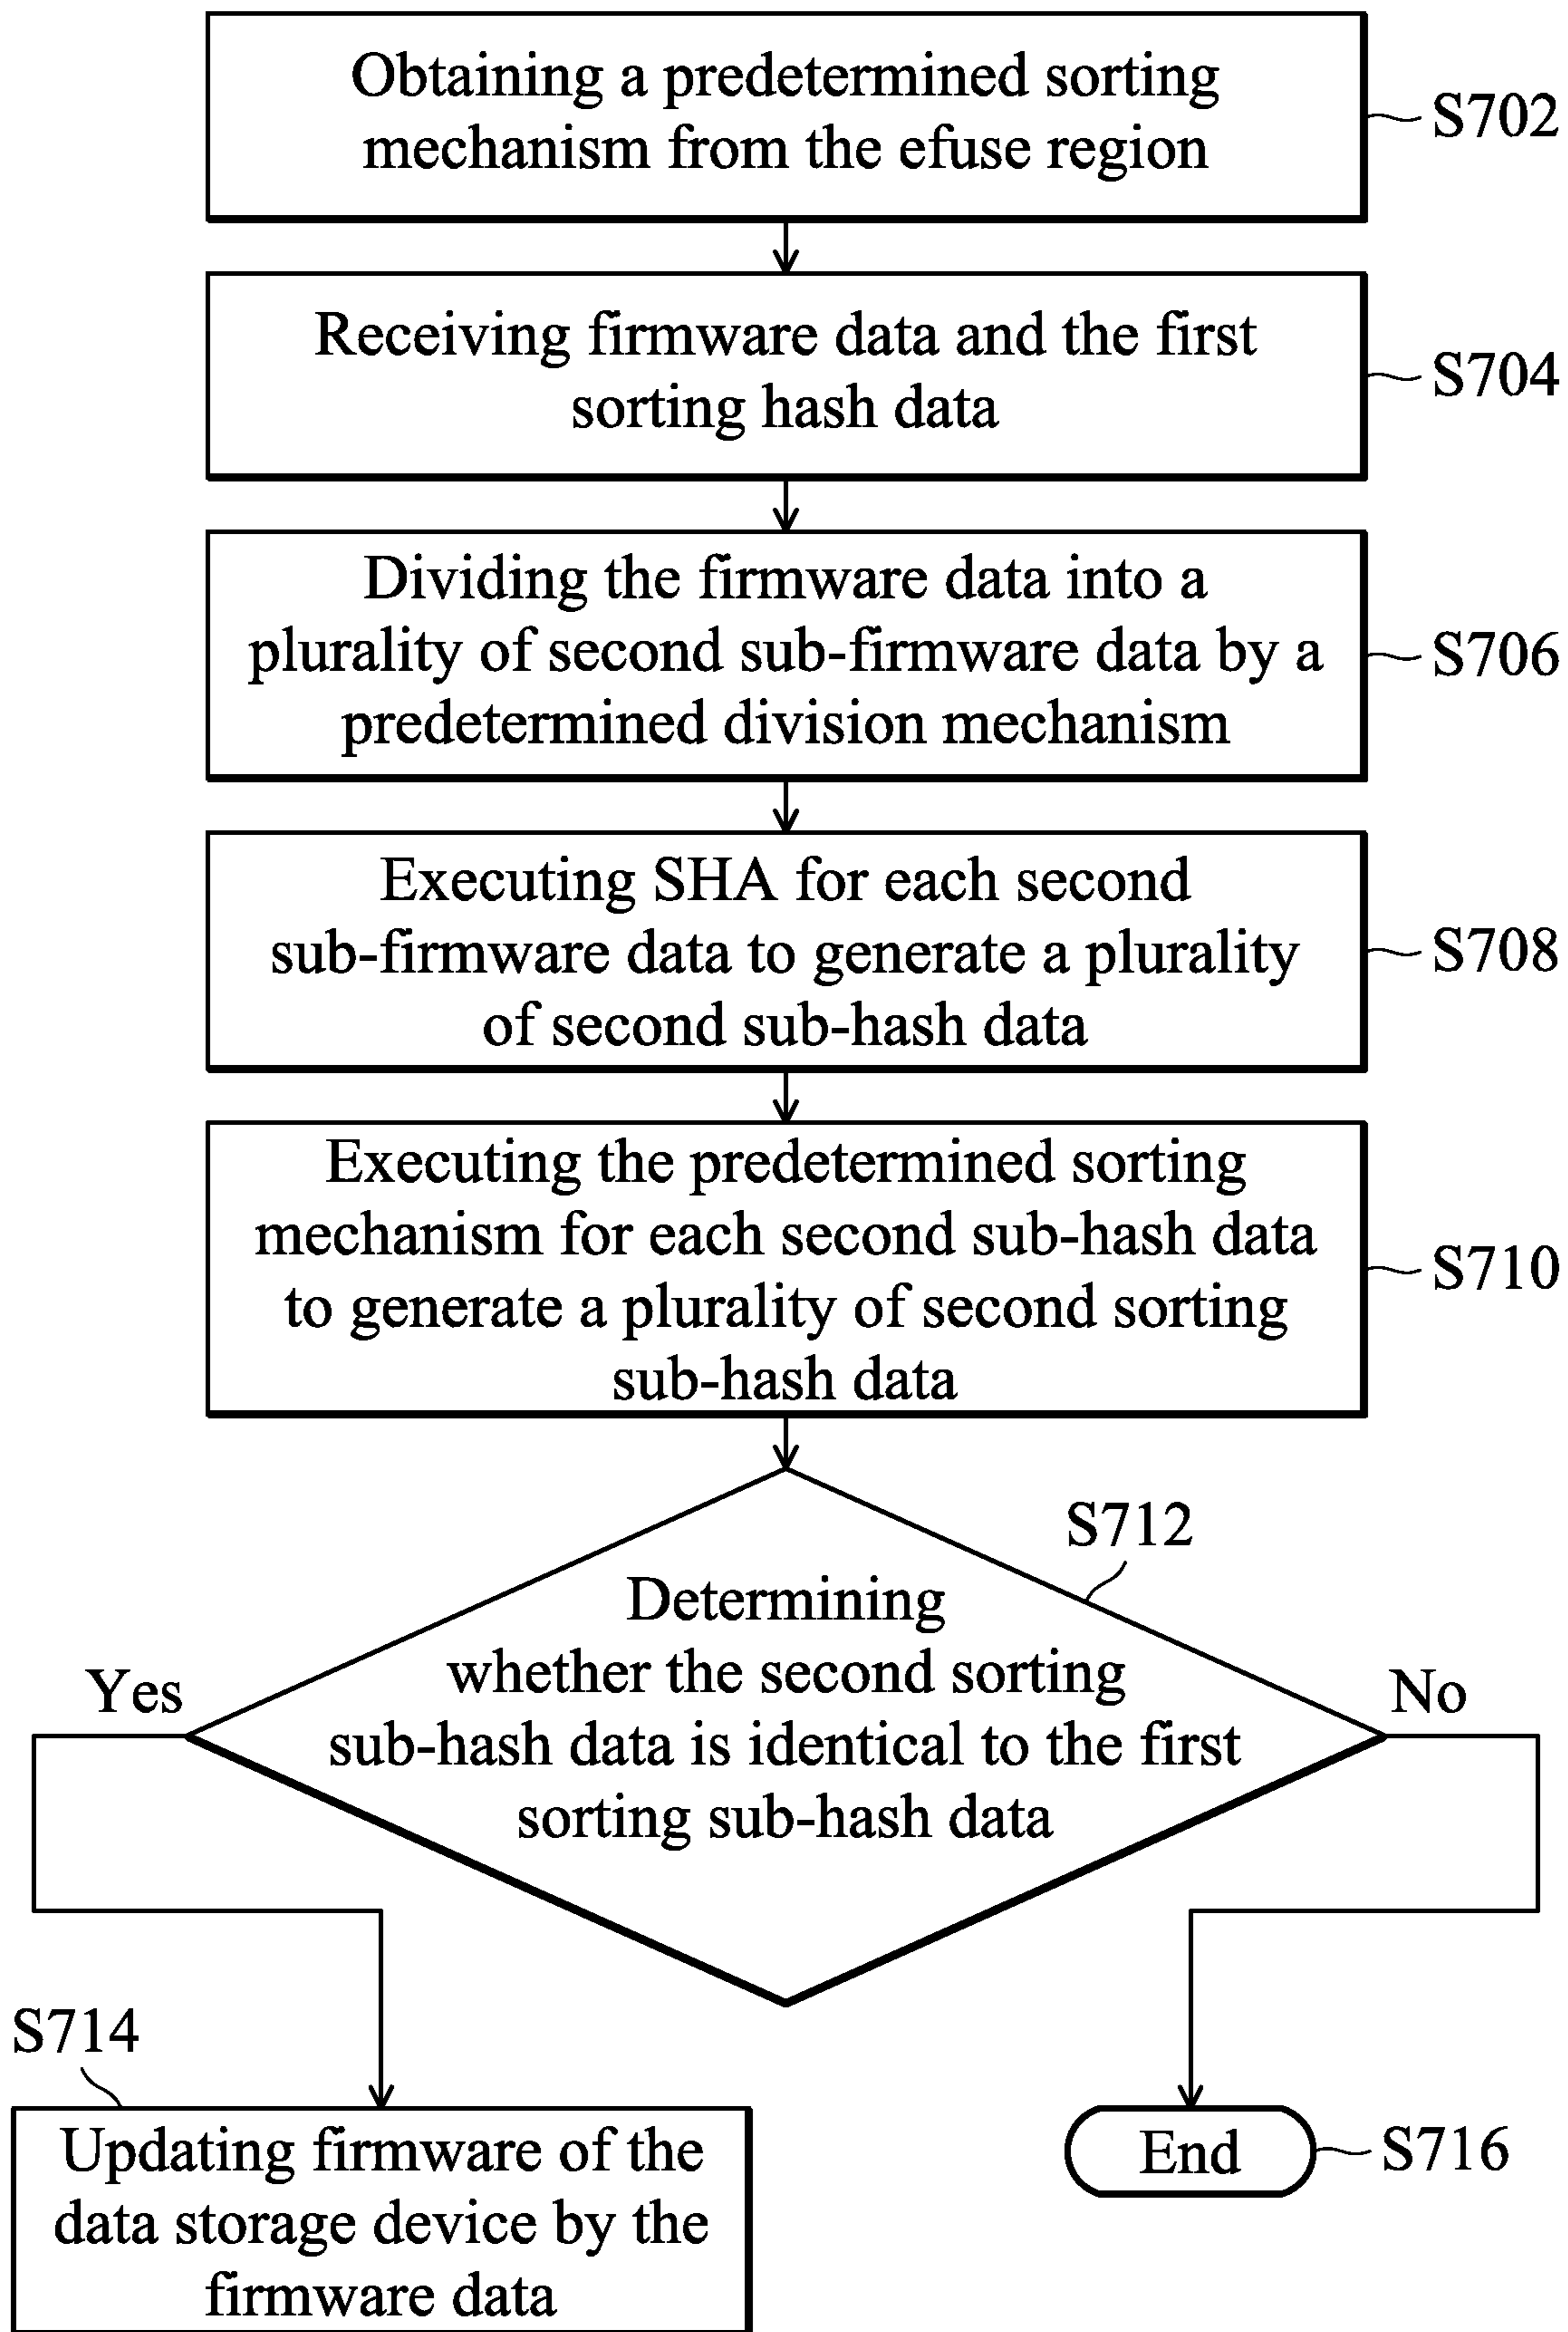 Obtaining a predetermined sorting
mechanism from the efuse region
S702
Receiving firmware data and the first
sorting hash data
S704
Dividing the firmware data into a
plurality of second sub-firmware data by a
predetermined division mechanism
S706
Executing SHA for each second
sub-firmware data to generate a plurality
of second sub-hash data
S708
Executing the predetermined sorting
mechanism for each second sub-hash data
to generate a plurality of second sorting
sub-hash data
S710
S712
Determining
whether the second sorting
sub-hash data is identical to the first
sorting sub-hash data
Yes
No
S714
Updating firmware of the
data storage device by the
firmware data
End
S716